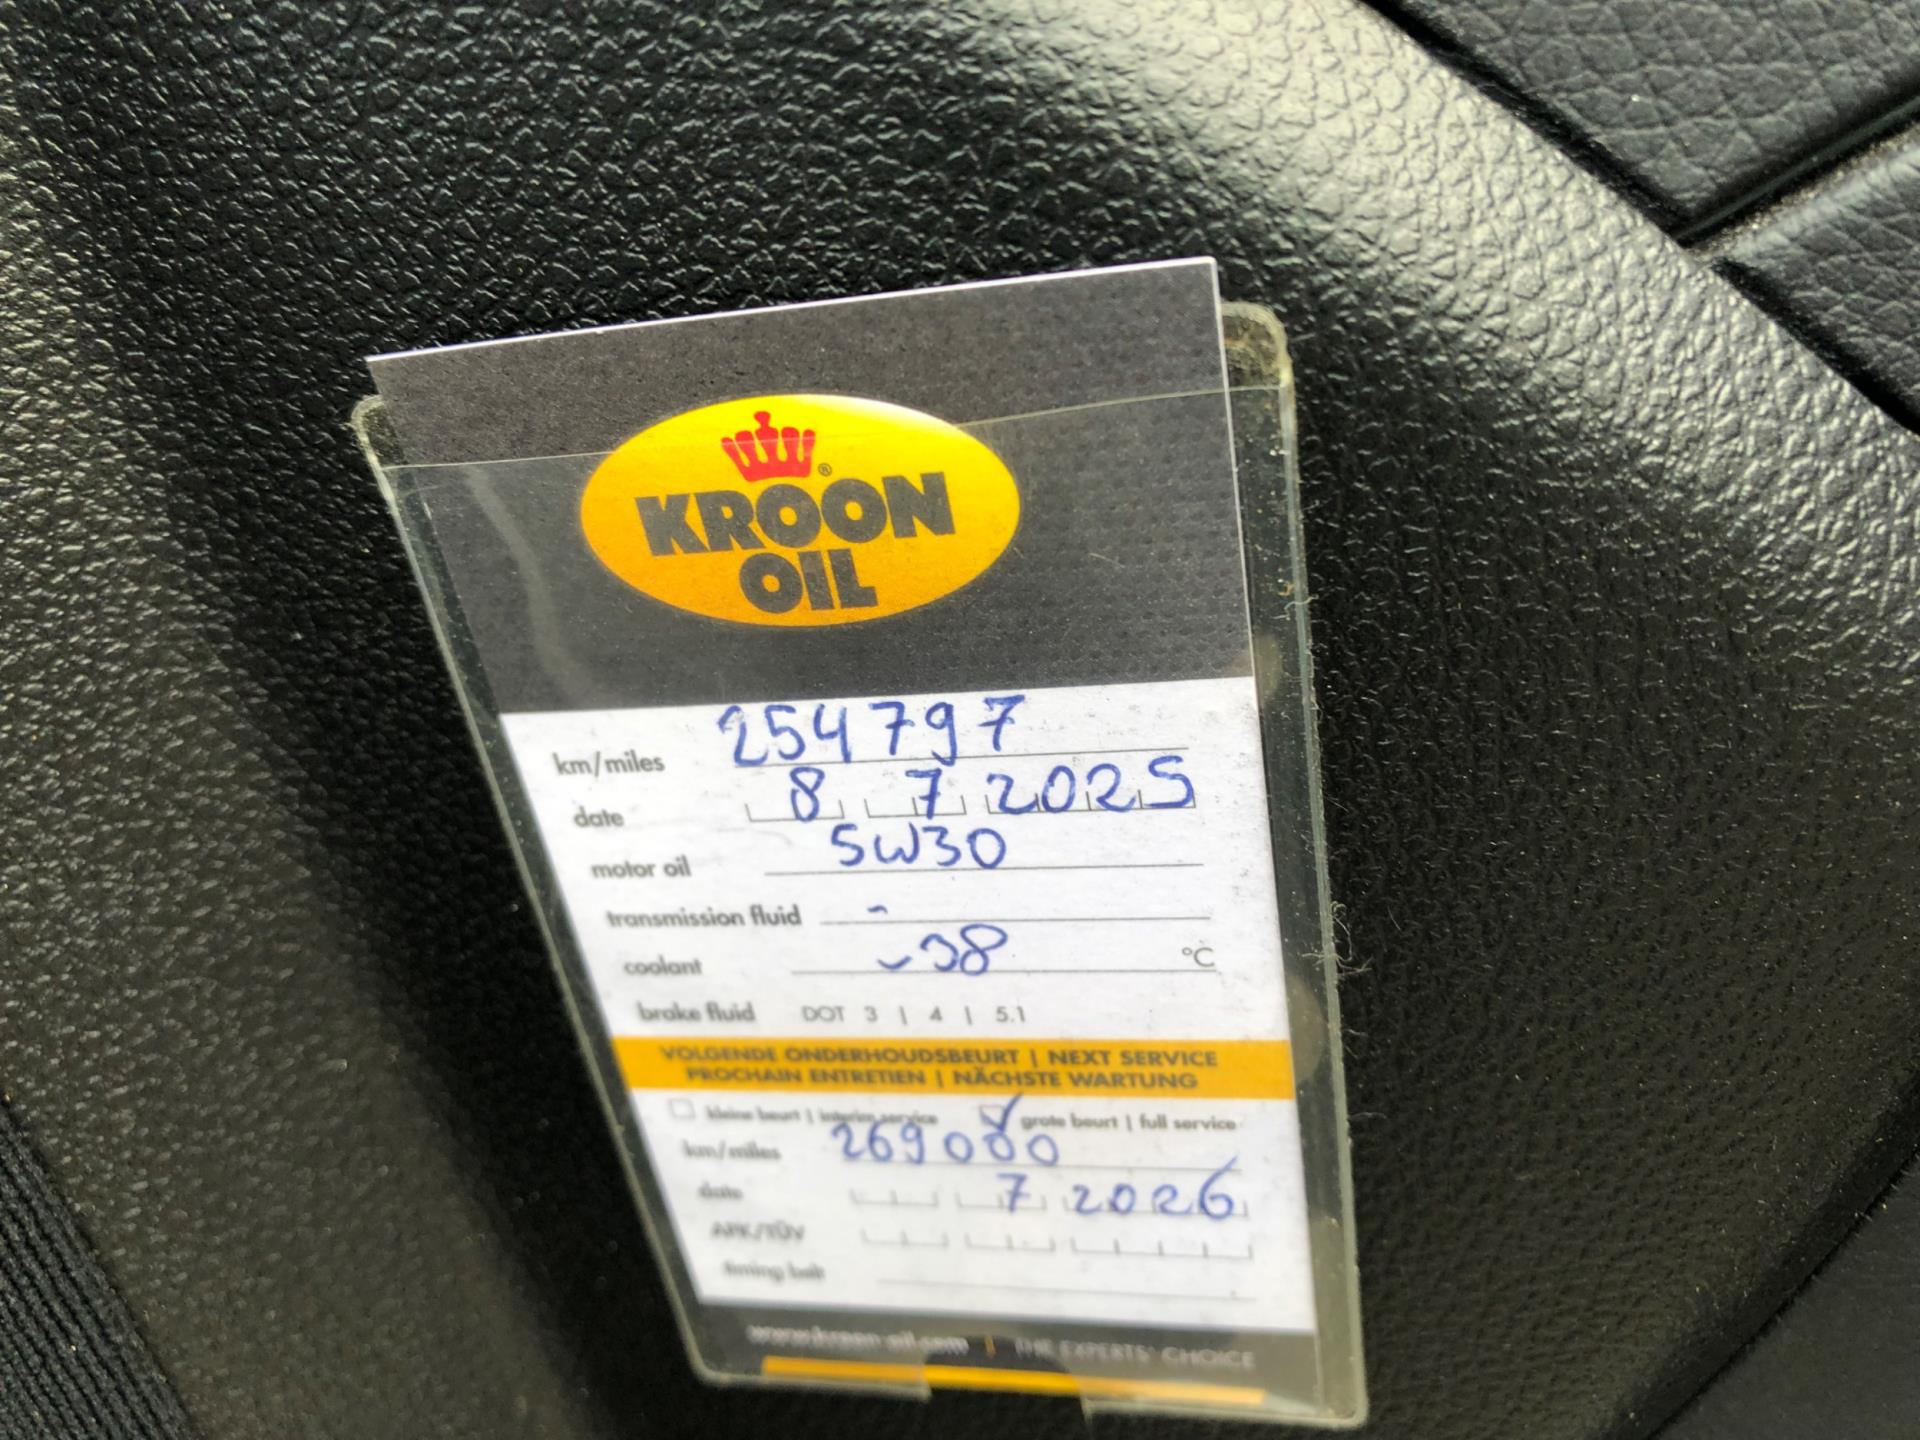 KROON
OIL
®
km/miles 254797
date 8 7 2025
motor oil 5W30
transmission fluid -
coolant -38 °C
brake fluid DOT 3 | 4 | 5.1
VOLGENDE ONDERHOUDSBEURT | NEXT SERVICE
PROCHAIN ENTRETIEN | NÄCHSTE WARTUNG
kleine beurt | interim service ✓ grote beurt | full service
km/miles 269000
date 7 2026
APK/TÜV
timing belt
www.kroon-oil.com | THE EXPERTS' CHOICE